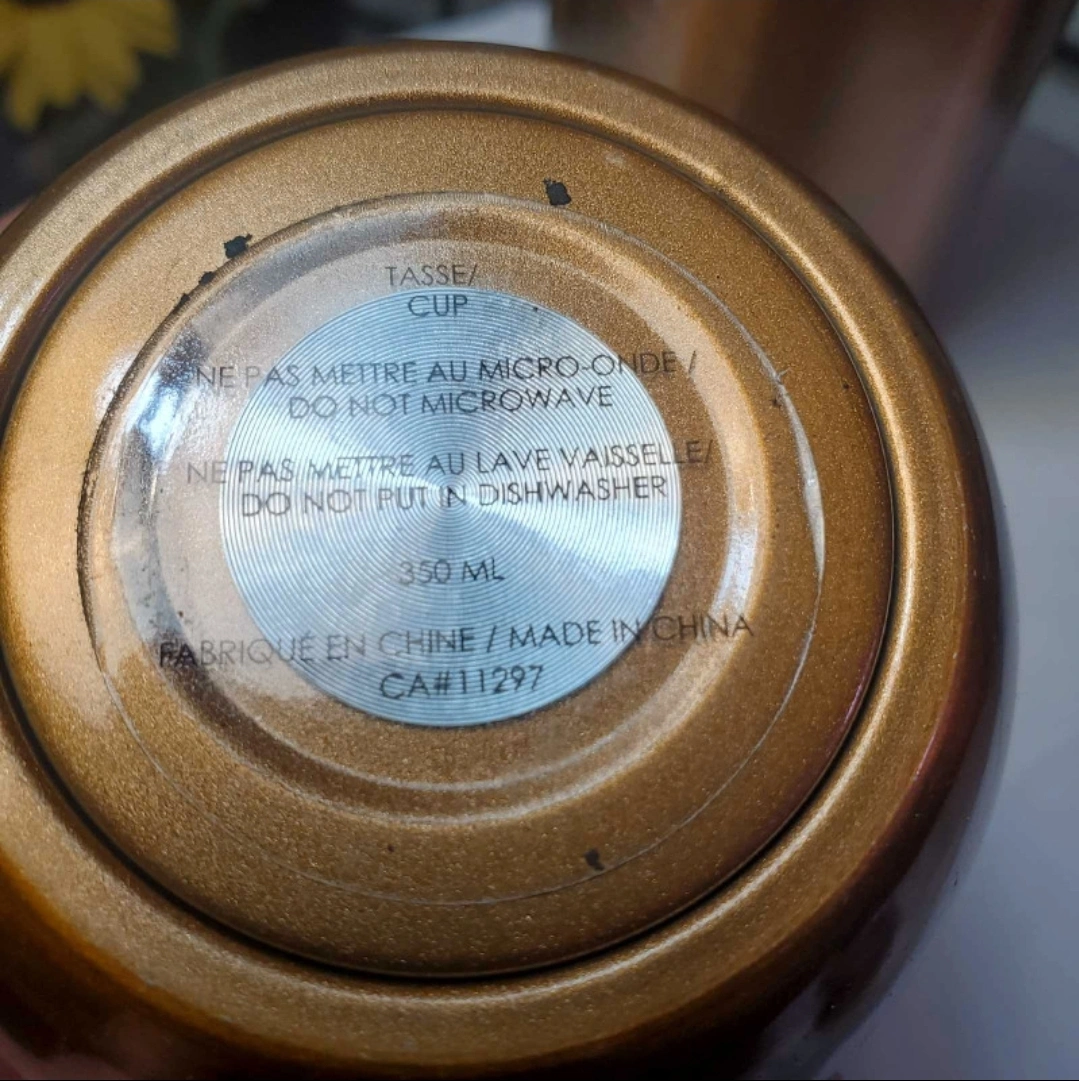 TASSE/
CUP
NE PAS METTRE AU MICRO-ONDE /
DO NOT MICROWAVE
NE PAS METTRE AU LAVE VAISSELLE/
DO NOT PUT IN DISHWASHER
350 ML
FABRIQUÉ EN CHINE / MADE IN CHINA
CA#11297